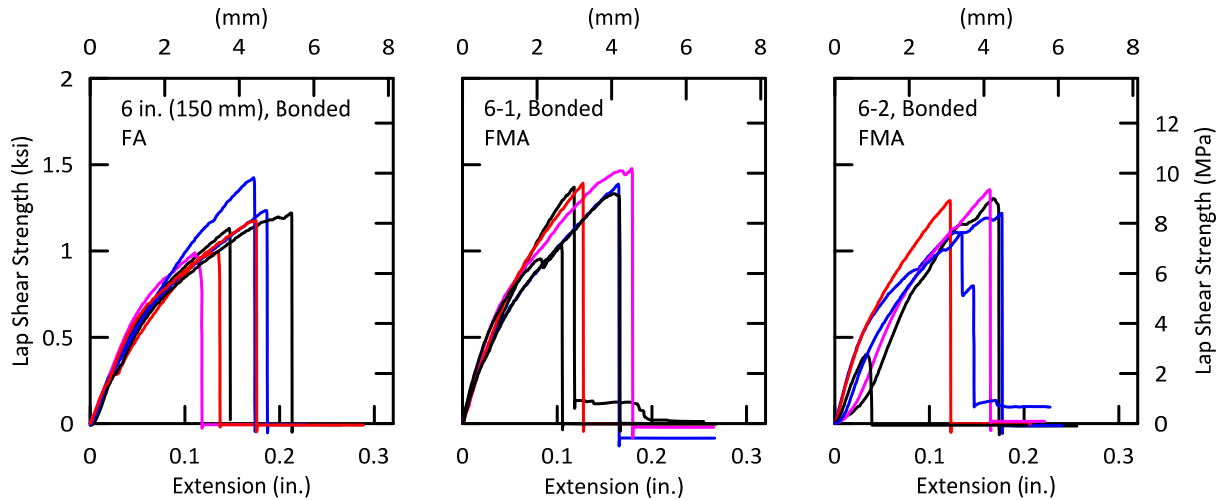 (mm) (mm) (mm)
0 2 4 6 8 0 2 4 6 8 0 2 4 6 8
2
1.5
1
0.5
0
Lap Shear Strength (ksi)
6 in. (150 mm), Bonded
FA
6-1, Bonded
FMA
6-2, Bonded
FMA
12
10
8
6
4
2
0
Lap Shear Strength (MPa)
0 0.1 0.2 0.3 0 0.1 0.2 0.3 0 0.1 0.2 0.3
Extension (in.) Extension (in.) Extension (in.)